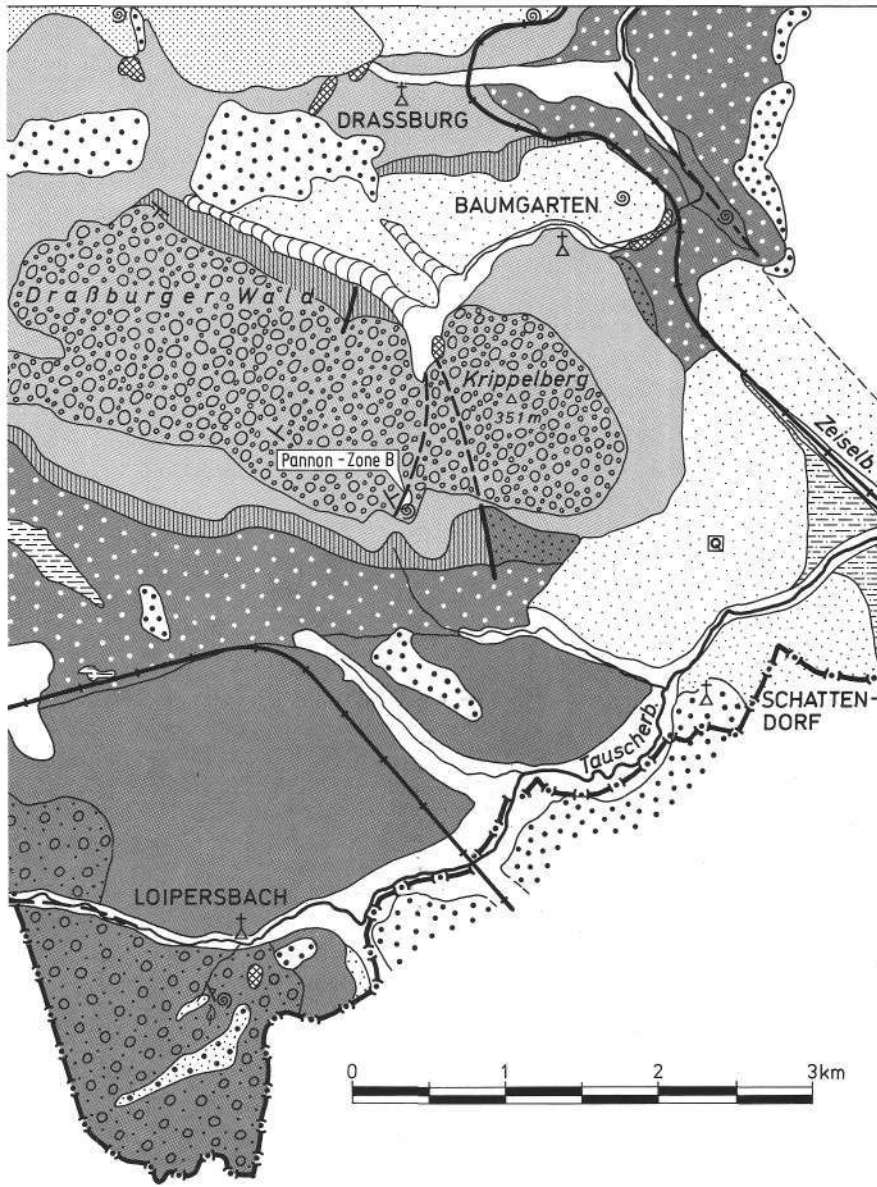 DRASSBURG
BAUMGARTEN
Draßburger Wald
Krippelberg
351m
Pannon-Zone B
Zeiselb.
Q
SCHATTEN-
DORF
Tauscherb.
LOIPERSBACH
0 1 2 3km